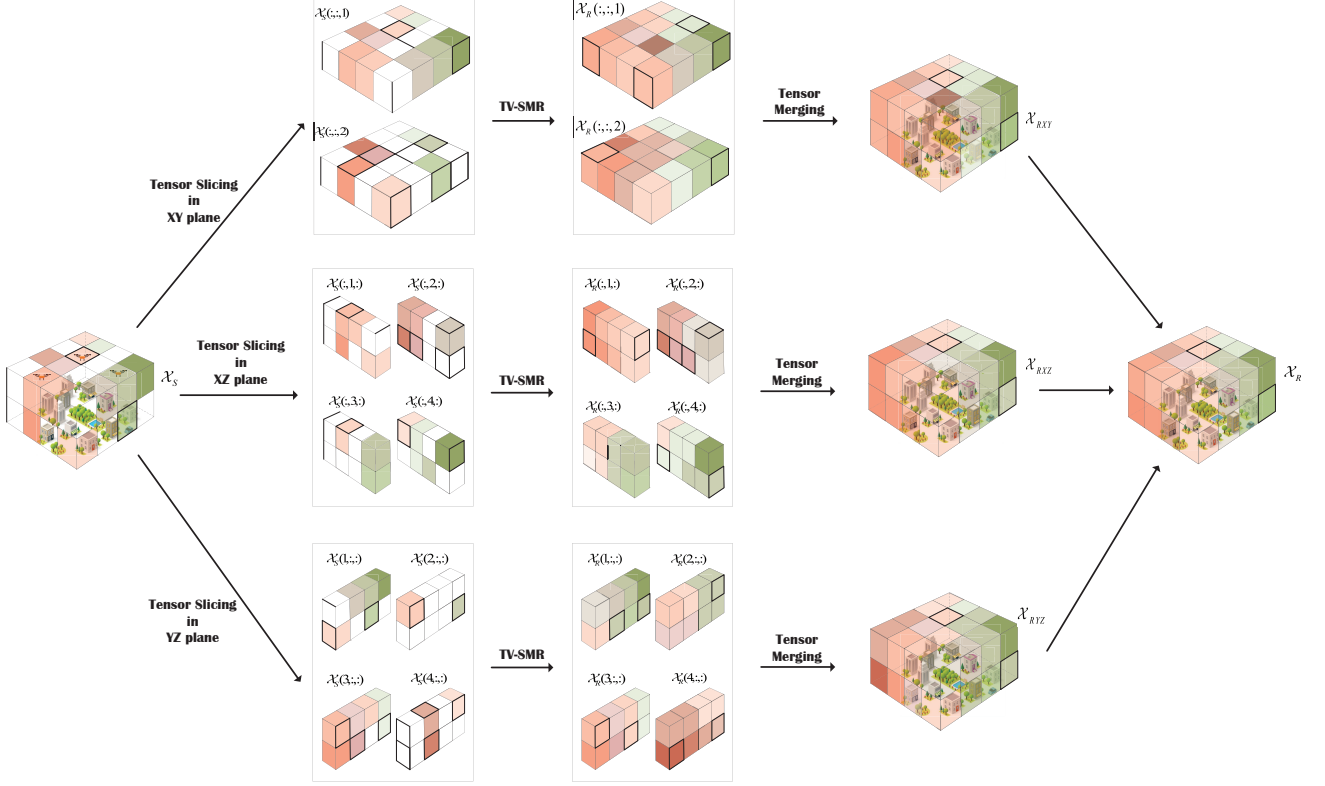 𝒳_S(:,:,1)
𝒳_R(:,:,1)
TV-SMR
Tensor
Merging
𝒳_RXY
𝒳_S(:,:,2)
𝒳_R(:,:,2)
Tensor Slicing
in
XY plane
𝒳_S(:,1,:)
𝒳_S(:,2,:)
𝒳_R(:,1,:)
𝒳_R(:,2,:)
𝒳_S
Tensor Slicing
in
XZ plane
TV-SMR
Tensor
Merging
𝒳_RXZ
𝒳_R
𝒳_S(:,3,:)
𝒳_S(:,4,:)
𝒳_R(:,3,:)
𝒳_R(:,4,:)
Tensor Slicing
in
YZ plane
𝒳_S(1,:,:)
𝒳_S(2,:,:)
𝒳_R(1,:,:)
𝒳_R(2,:,:)
TV-SMR
Tensor
Merging
𝒳_RYZ
𝒳_S(3,:,:)
𝒳_S(4,:,:)
𝒳_R(3,:,:)
𝒳_R(4,:,:)